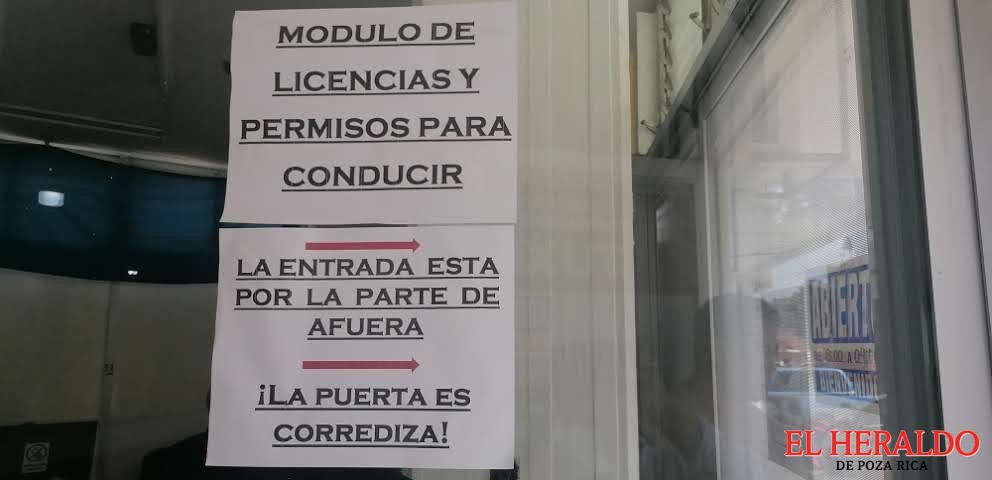 MODULO DE
LICENCIAS Y
PERMISOS PARA
CONDUCIR
LA ENTRADA ESTA
POR LA PARTE DE
AFUERA
¡LA PUERTA ES
CORREDIZA!
ABIERTO
EL HERALDO
DE POZA RICA